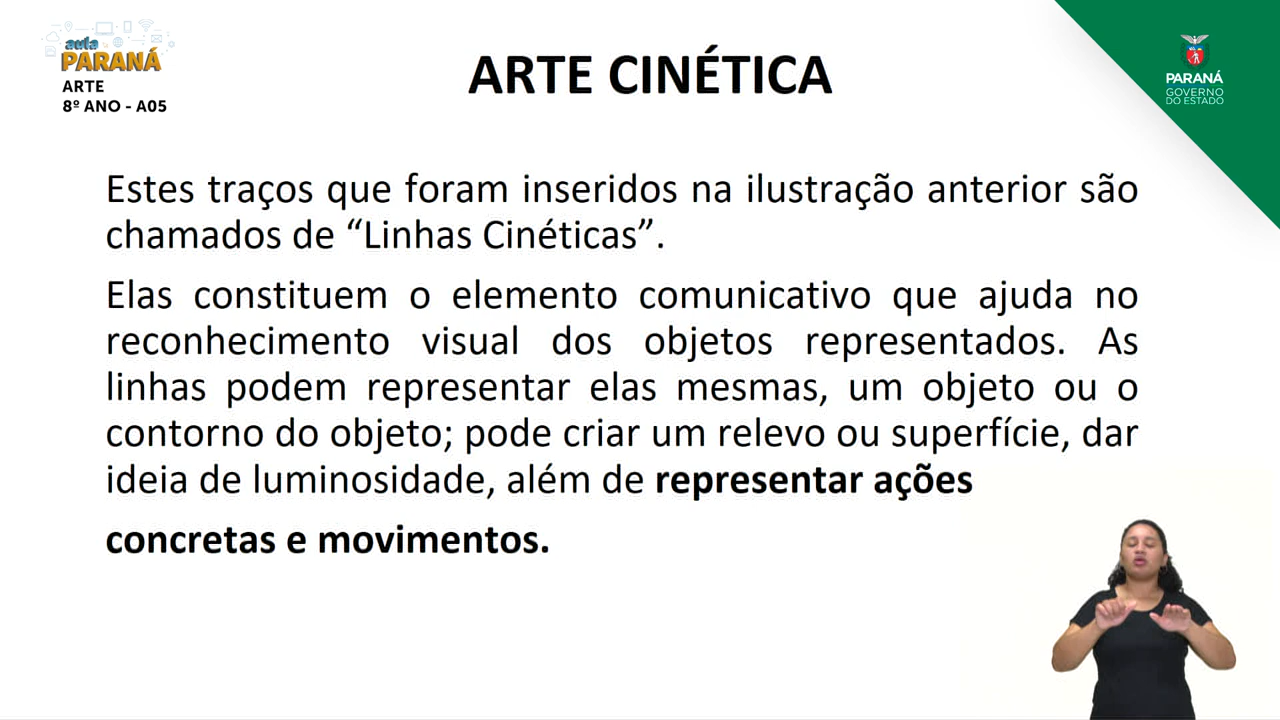 aula
PARANÁ
ARTE
8º ANO - A05
ARTE CINÉTICA
PARANÁ
GOVERNO
DO ESTADO
Estes traços que foram inseridos na ilustração anterior são
chamados de “Linhas Cinéticas”.
Elas constituem o elemento comunicativo que ajuda no
reconhecimento visual dos objetos representados. As
linhas podem representar elas mesmas, um objeto ou o
contorno do objeto; pode criar um relevo ou superfície, dar
ideia de luminosidade, além de representar ações
concretas e movimentos.